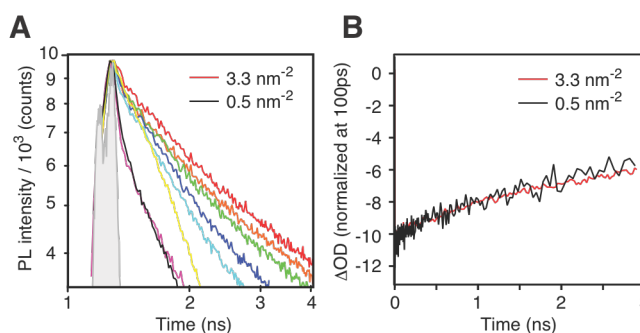 A
10
9
8
7
6
5
4
PL intensity / 10³ (counts)
3.3 nm⁻²
0.5 nm⁻²
1
2
3
4
Time (ns)
B
0
-2
-4
-6
-8
-10
-12
ΔOD (normalized at 100ps)
3.3 nm⁻²
0.5 nm⁻²
0
1
2
Time (ns)